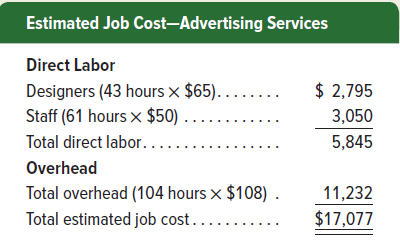 Estimated Job Cost—Advertising Services
Direct Labor
Designers (43 hours × $65)........ $ 2,795
Staff (61 hours × $50) ............ 3,050
Total direct labor................. 5,845
Overhead
Total overhead (104 hours × $108) . 11,232
Total estimated job cost........... $17,077